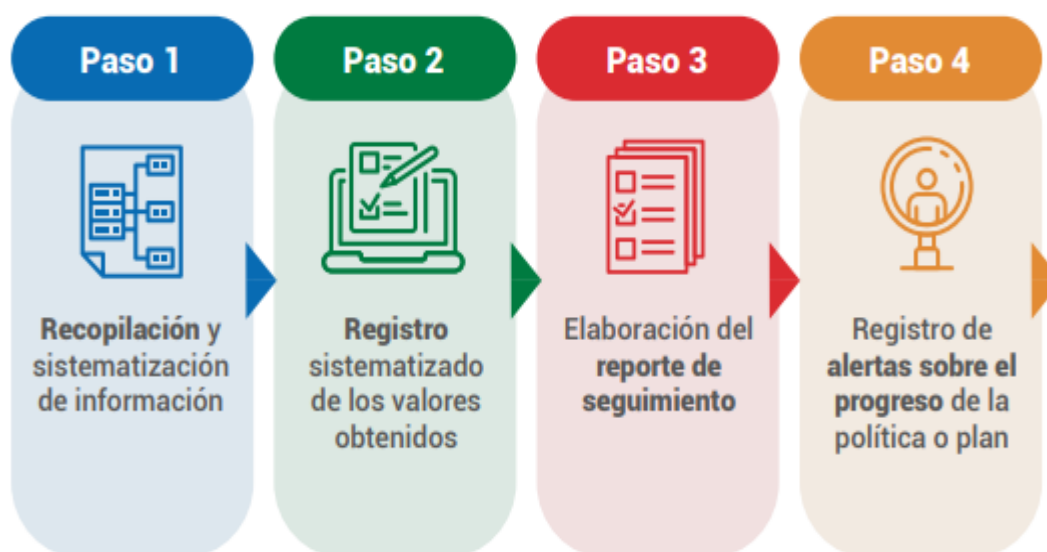 Paso 1
Recopilación y
sistematización
de información
Paso 2
Registro
sistematizado
de los valores
obtenidos
Paso 3
Elaboración del
reporte de
seguimiento
Paso 4
Registro de
alertas sobre el
progreso de la
política o plan